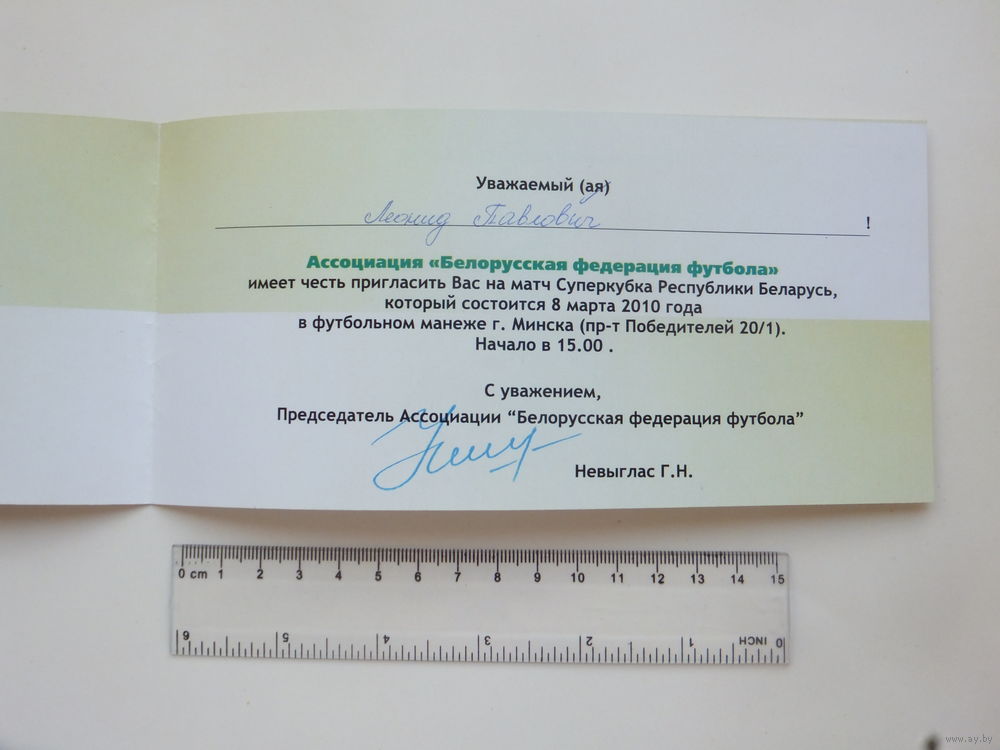 Уважаемый (ая)
Леонид Павлович !
Ассоциация «Белорусская федерация футбола»
имеет честь пригласить Вас на матч Суперкубка Республики Беларусь,
который состоится 8 марта 2010 года
в футбольном манеже г. Минска (пр-т Победителей 20/1).
Начало в 15.00 .
С уважением,
Председатель Ассоциации “Белорусская федерация футбола”
Невыглас Г.Н.
0 cm 1 2 3 4 5 6 7 8 9 10 11 12 13 14 15
6 5 4 3 2 1 INCH 0
www.ay.by